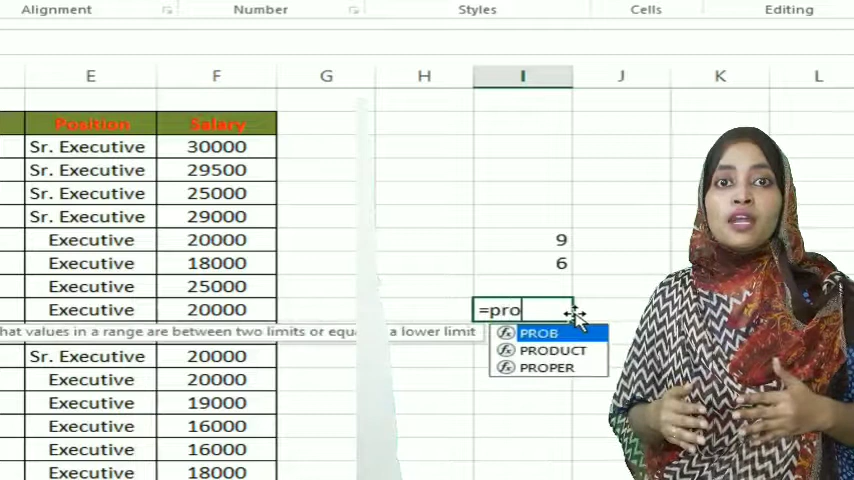 Alignment Number Styles Cells Editing
E F G H I J K L
Position Salary
Sr. Executive 30000
Sr. Executive 29500
Sr. Executive 25000
Sr. Executive 29000
Executive 20000 9
Executive 18000 6
Executive 25000
Executive 20000 =pro
hat values in a range are between two limits or equa a lower limit PROB
PRODUCT
Sr. Executive 20000
PROPER
Executive 20000
Executive 19000
Executive 16000
Executive 16000
Executive 18000